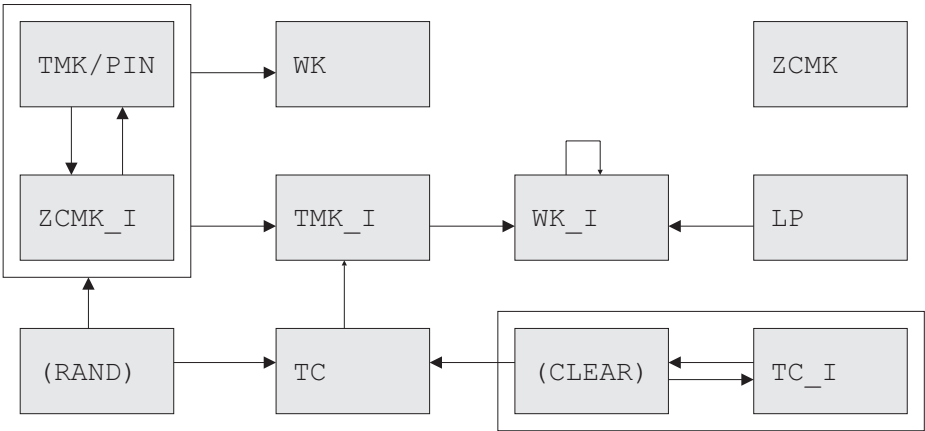 TMK/PIN
WK
ZCMK
ZCMK_I
TMK_I
WK_I
LP
(RAND)
TC
(CLEAR)
TC_I